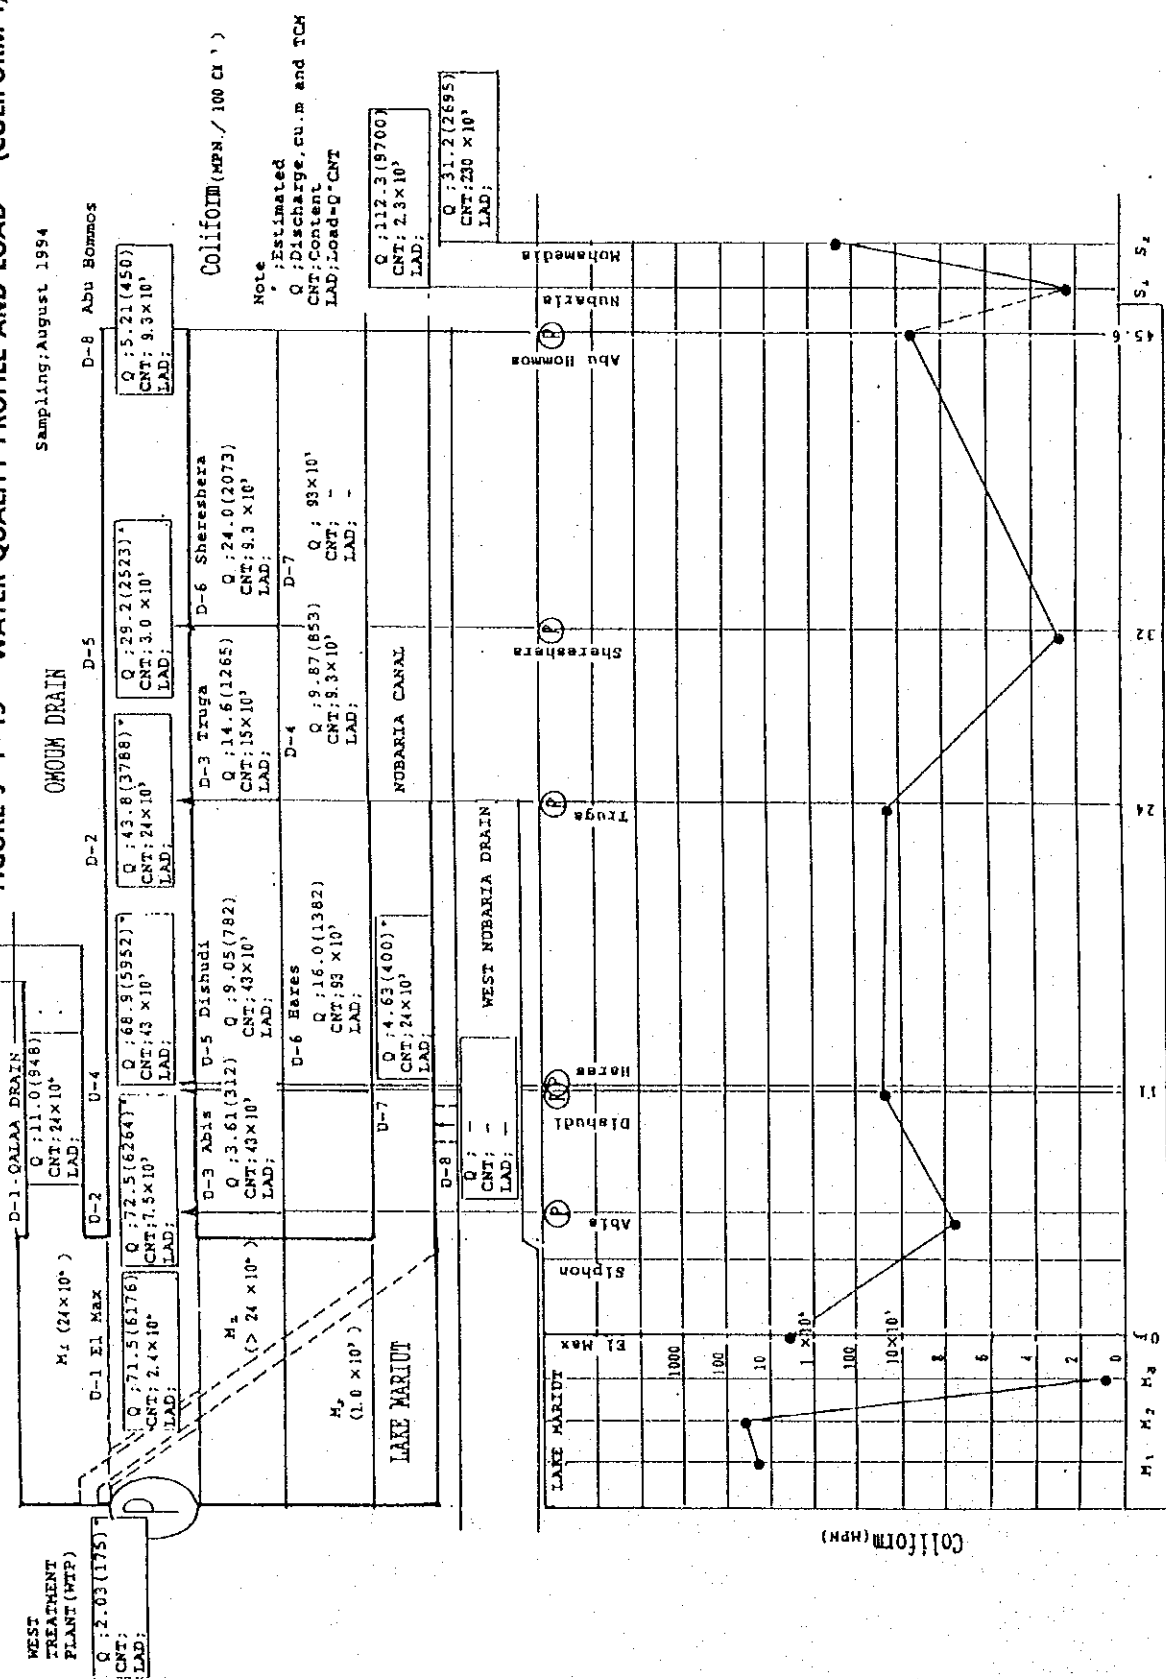 WATER QUALITY PROFILE AND LOAD
Sampling;August 1994
OMOUM DRAIN
WEST
TREATMENT
PLANT(WTP)
Q ;2.03(175)*
CNT;
LAD;
D-1-QALAA DRAIN
Q ;11.0(948)
CNT;24×10⁶
LAD;
M₁ (24×10⁶ )
U-1 El Max
U-2
U-4
D-2
D-5
D-8 Abu Bommos
Q ;71.5(6176)
CNT; 2.4×10⁶
LAD;
Q ;72.5(6264)*
CNT;7.5×10³
LAD;
Q ;68.9(5952)*
CNT;43 ×10³
LAD;
Q ;43.8(3788)*
CNT;24×10³
LAD;
Q ;29.2(2523)*
CNT; 3.0 ×10³
LAD;
Q ;5.21(450)
CNT; 9.3×10³
LAD;
M₂
(> 24 ×10⁶ )
U-3 Abis
Q ;3.61(312)
CNT;43×10³
LAD;
U-5 Dishudi
Q ;9.05(782)
CNT;43×10³
LAD;
D-3 Truga
Q ;14.6(1265)
CNT;15×10³
LAD;
D-6 Shereshera
Q ;24.0(2073)
CNT;9.3 ×10³
LAD;
U-6 Hares
Q ;16.0(1382)
CNT;93 ×10³
LAD;
D-4
Q ;9.87(853)
CNT;9.3×10³
LAD;
D-7
Q ; 93×10³
CNT; -
LAD; -
Coliform(MPN./ 100 CM³)
Note
* ;Estimated
Q ;Discharge,cu.m and TCM
CNT;Content
LAD;Load=Q*CNT
M₃
(1.0 ×10³ )
LAKE MARIUT
U-7
Q ;4.63(400)*
CNT;24×10³
LAD;
NUBARIA CANAL
Q ;112.3(9700)
CNT; 2.3×10³
LAD;
U-8
Q ; -
CNT; -
LAD; -
WEST NUBARIA DRAIN
Q ;31.2(2695)
CNT;230 ×10³
LAD;
LAKE MARIUT
El Max
Siphon
Abis
P
Dishudi
P
Hares
P
Truga
P
Shereshera
P
Abu Hommos
R
Nubaria
Mohamedia
Coliform(MPN)
1000
100
10
1 ×10⁶
100
10×10³
8
6
4
2
0
M₁ M₂ M₃ 0 11 24 32 45.6 S₁ S₂